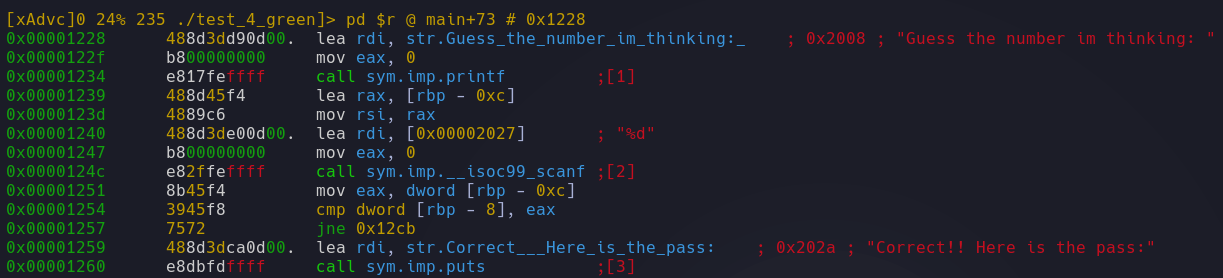 [xAdvc]0 24% 235 ./test_4_green]> pd $r @ main+73 # 0x1228
0x00001228      488d3dd90d00.  lea rdi, str.Guess_the_number_im_thinking:_    ; 0x2008 ; "Guess the number im thinking: "
0x0000122f      b800000000     mov eax, 0
0x00001234      e817feffff     call sym.imp.printf         ;[1]
0x00001239      488d45f4       lea rax, [rbp - 0xc]
0x0000123d      4889c6         mov rsi, rax
0x00001240      488d3de00d00.  lea rdi, [0x00002027]       ; "%d"
0x00001247      b800000000     mov eax, 0
0x0000124c      e82ffeffff     call sym.imp.__isoc99_scanf ;[2]
0x00001251      8b45f4         mov eax, dword [rbp - 0xc]
0x00001254      3945f8         cmp dword [rbp - 8], eax
0x00001257      7572           jne 0x12cb
0x00001259      488d3dca0d00.  lea rdi, str.Correct___Here_is_the_pass:    ; 0x202a ; "Correct!! Here is the pass:"
0x00001260      e8dbfdffff     call sym.imp.puts           ;[3]